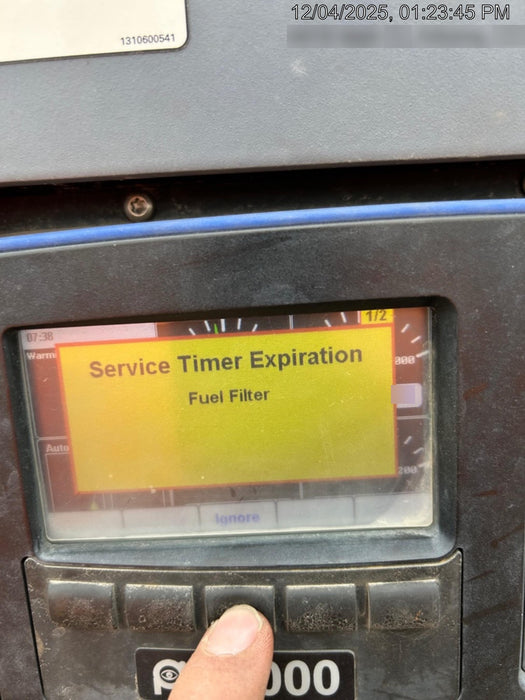 12/04/2025, 01:23:45 PM
1310600541
07:38
1/2
Service Timer Expiration
Fuel Filter
Auto
200
Ignore